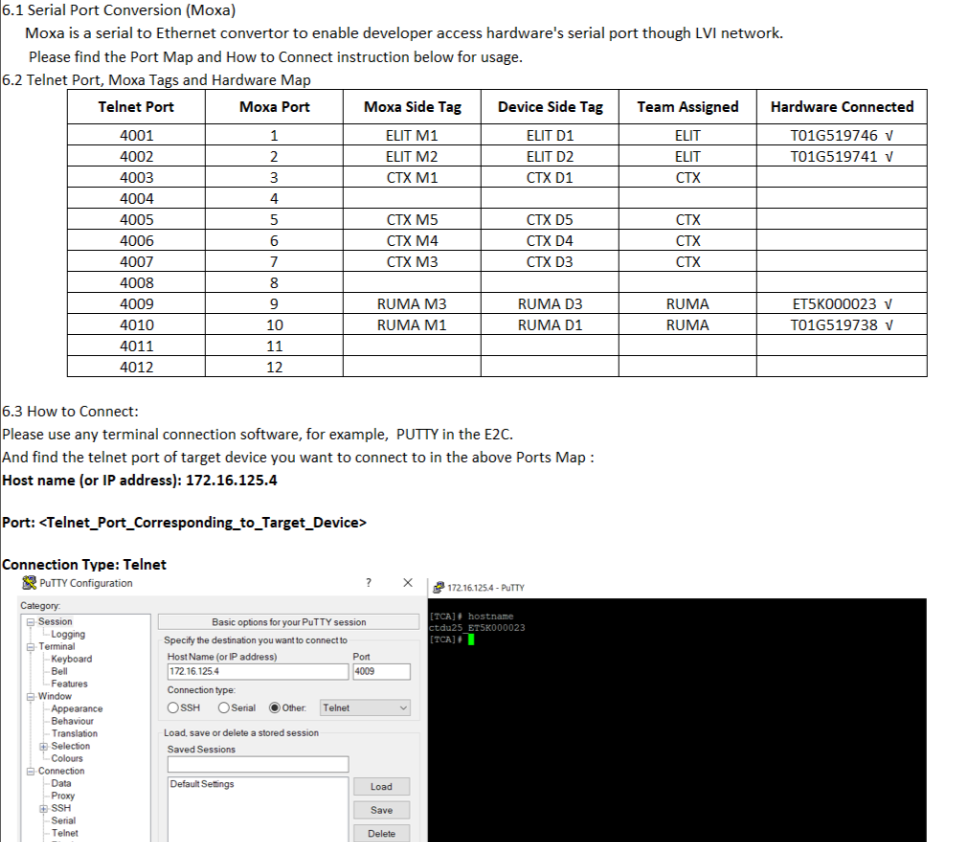 6.1 Serial Port Conversion (Moxa)
Moxa is a serial to Ethernet convertor to enable developer access hardware's serial port though LVI network.
Please find the Port Map and How to Connect instruction below for usage.
6.2 Telnet Port, Moxa Tags and Hardware Map
Telnet Port Moxa Port Moxa Side Tag Device Side Tag Team Assigned Hardware Connected
4001 1 ELIT M1 ELIT D1 ELIT T01G519746 √
4002 2 ELIT M2 ELIT D2 ELIT T01G519741 √
4003 3 CTX M1 CTX D1 CTX
4004 4
4005 5 CTX M5 CTX D5 CTX
4006 6 CTX M4 CTX D4 CTX
4007 7 CTX M3 CTX D3 CTX
4008 8
4009 9 RUMA M3 RUMA D3 RUMA ET5K000023 √
4010 10 RUMA M1 RUMA D1 RUMA T01G519738 √
4011 11
4012 12
6.3 How to Connect:
Please use any terminal connection software, for example, PUTTY in the E2C.
And find the telnet port of target device you want to connect to in the above Ports Map :
Host name (or IP address): 172.16.125.4
Port: <Telnet_Port_Corresponding_to_Target_Device>
Connection Type: Telnet
PuTTY Configuration ? ×
Category:
Session
Logging
Terminal
Keyboard
Bell
Features
Window
Appearance
Behaviour
Translation
Selection
Colours
Connection
Data
Proxy
SSH
Serial
Telnet
Basic options for your PuTTY session
Specify the destination you want to connect to
Host Name (or IP address) Port
172.16.125.4 4009
Connection type:
SSH Serial Other: Telnet
Load, save or delete a stored session
Saved Sessions
Default Settings
Load
Save
Delete
172.16.125.4 - PuTTY
[TCA]# hostname
ctdu25_ET5K000023
[TCA]#